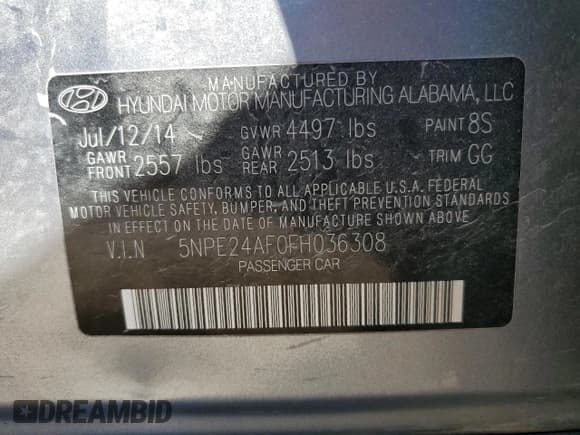 MANUFACTURED BY
HYUNDAI MOTOR MANUFACTURING ALABAMA, LLC
Jul/12/14 GVWR 4497 lbs PAINT 8S
GAWR FRONT 2557 lbs GAWR REAR 2513 lbs TRIM GG
THIS VEHICLE CONFORMS TO ALL APPLICABLE U.S.A. FEDERAL
MOTOR VEHICLE SAFETY, BUMPER, AND THEFT PREVENTION STANDARDS
IN EFFECT ON THE DATE OF MANUFACTURE SHOWN ABOVE.
V.I.N 5NPE24AF0FH036308
PASSENGER CAR
DREAMBID